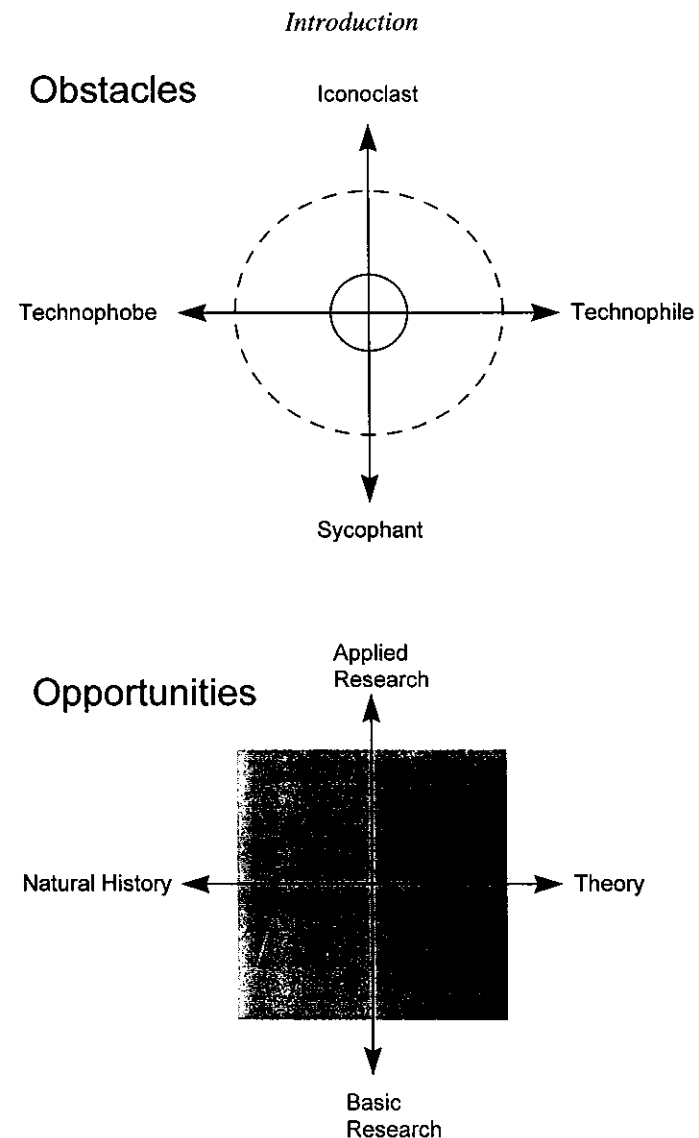 Introduction
Obstacles
Iconoclast
Technophobe
Technophile
Sycophant
Applied
Research
Opportunities
Natural History
Theory
Basic
Research